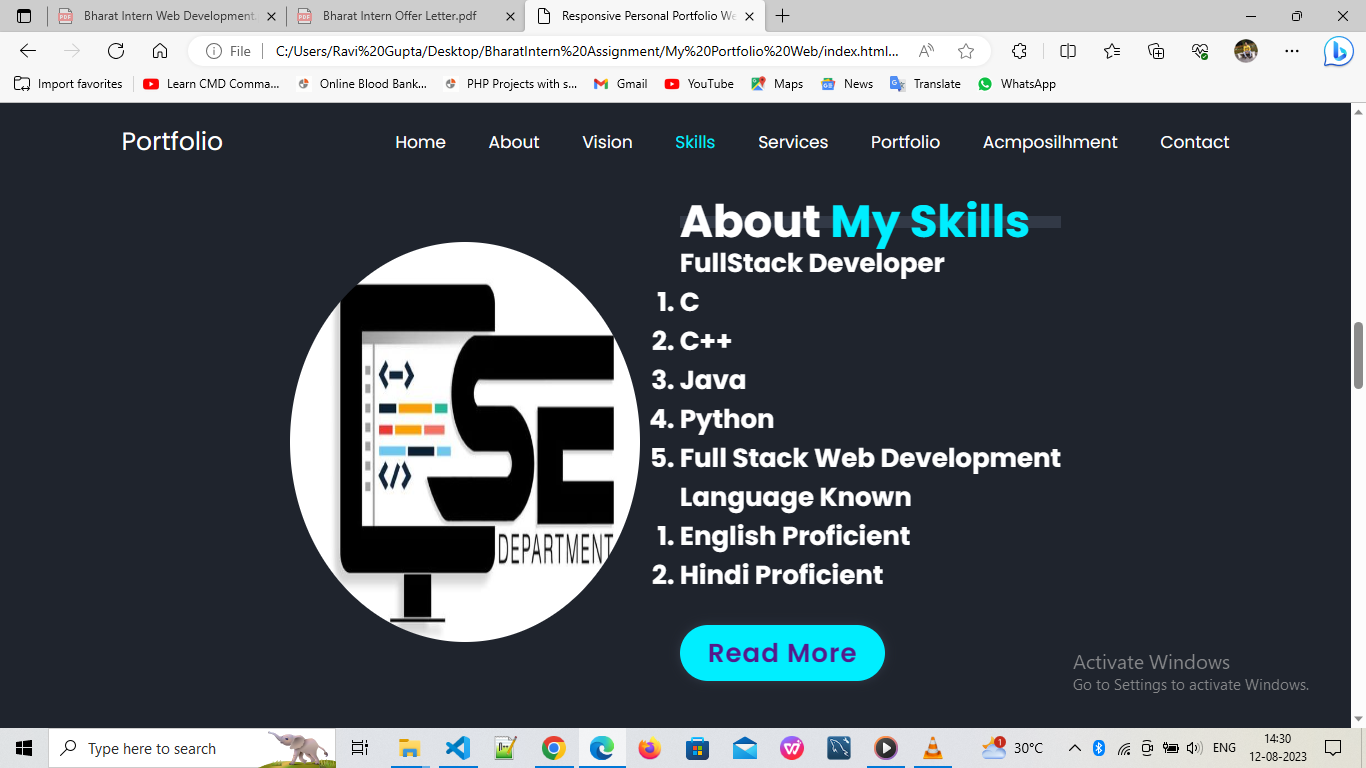 Bharat Intern Web Development.
Bharat Intern Offer Letter.pdf
Responsive Personal Portfolio We
File
C:/Users/Ravi%20Gupta/Desktop/BharatIntern%20Assignment/My%20Portfolio%20Web/index.html...
Import favorites
Learn CMD Comma...
Online Blood Bank...
PHP Projects with s...
Gmail
YouTube
Maps
News
Translate
WhatsApp
Portfolio
Home
About
Vision
Skills
Services
Portfolio
Acmposilhment
Contact
About My Skills
FullStack Developer
1. C
2. C++
3. Java
4. Python
5. Full Stack Web Development
Language Known
1. English Proficient
2. Hindi Proficient
CSE
DEPARTMENT
Read More
Activate Windows
Go to Settings to activate Windows.
Type here to search
30°C
ENG
14:30
12-08-2023